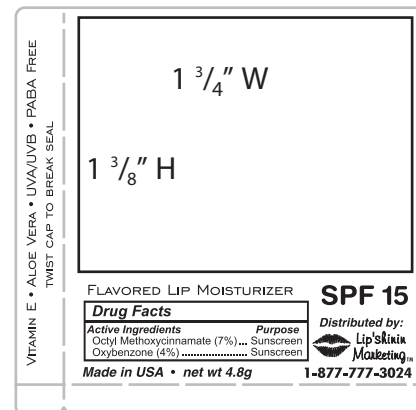 VITAMIN E • ALOE VERA • UVA/UVB • PABA FREE
TWIST CAP TO BREAK SEAL
1 3/4" W
1 3/8" H
FLAVORED LIP MOISTURIZER
SPF 15
Drug Facts
Active Ingredients Purpose
Octyl Methoxycinnamate (7%)... Sunscreen
Oxybenzone (4%) .................. Sunscreen
Distributed by:
Lip'shinin
Marketing™
Made in USA • net wt 4.8g
1-877-777-3024